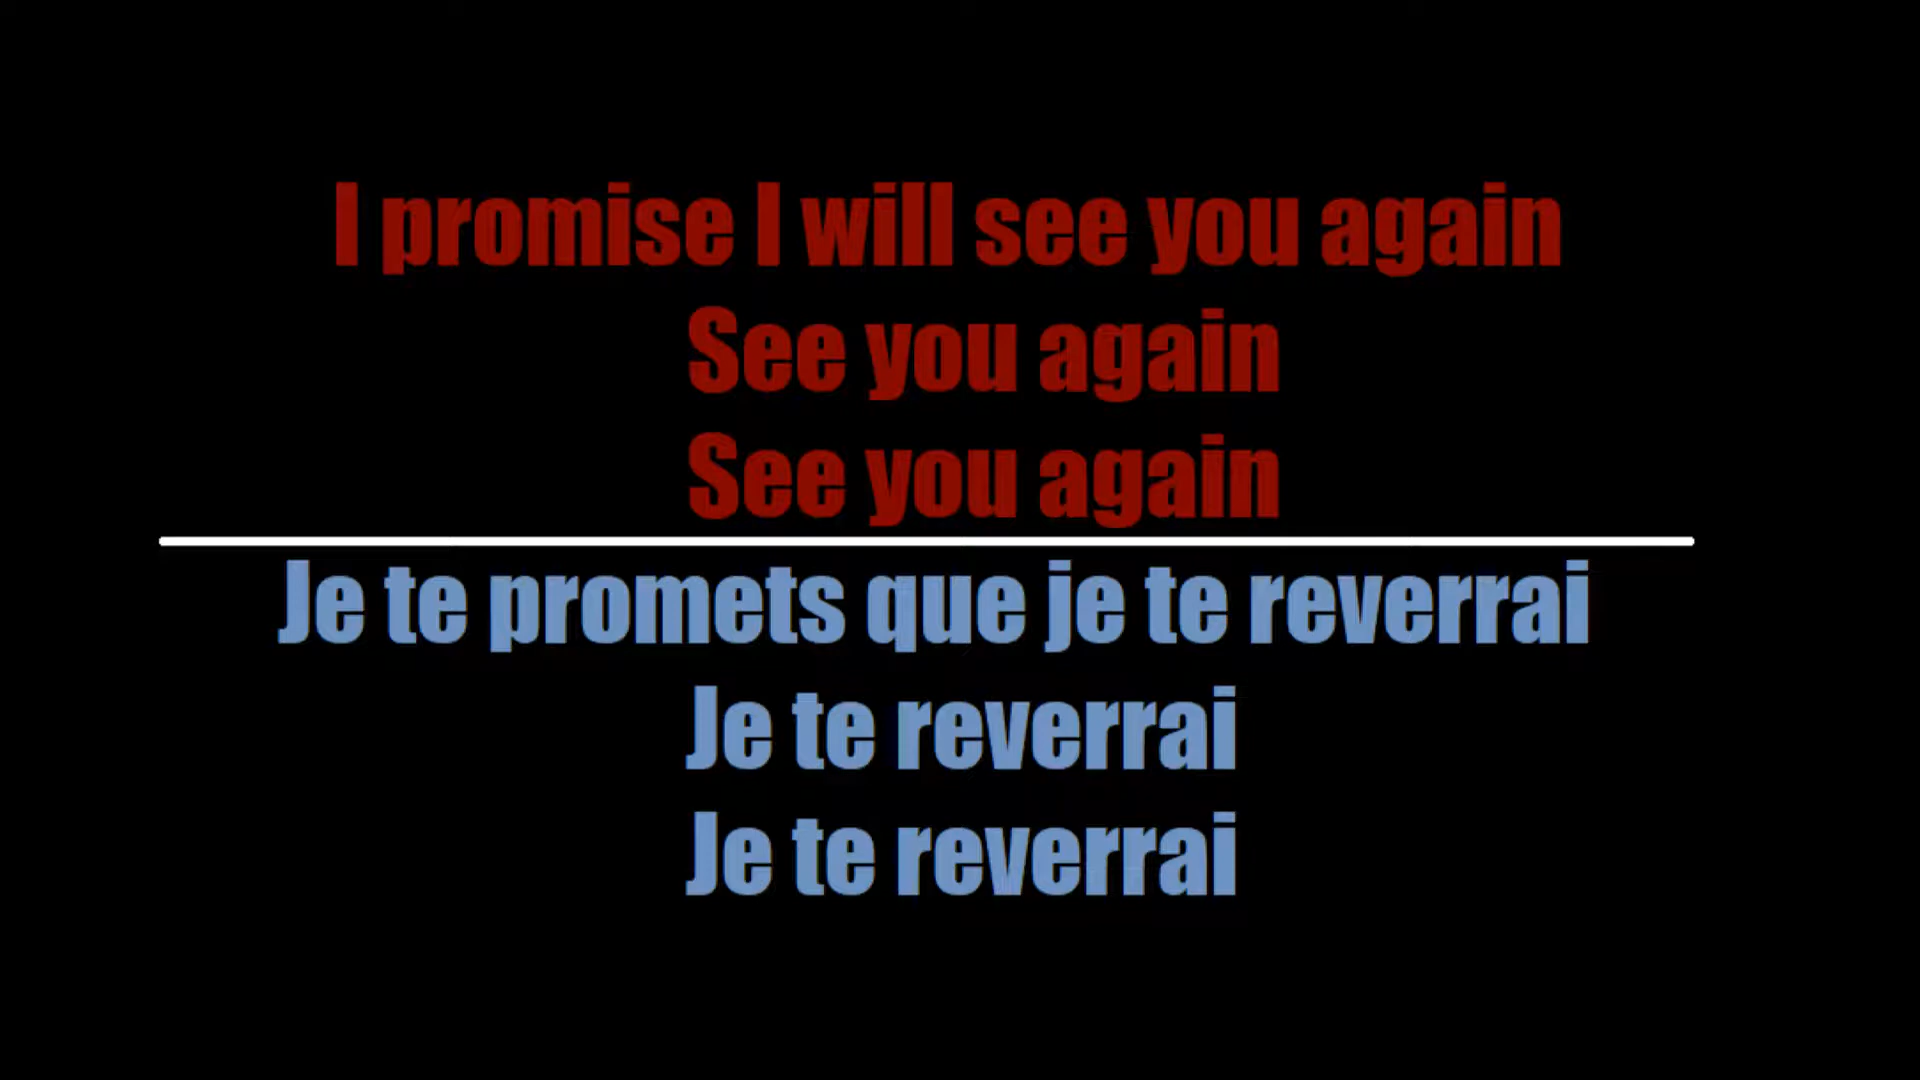 I promise I will see you again
See you again
See you again
Je te promets que je te reverrai
Je te reverrai
Je te reverrai